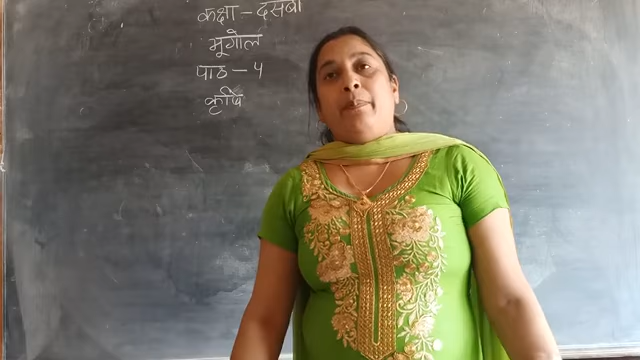 कक्षा – दसवीं
भूगोल
पाठ – 4
कृषि